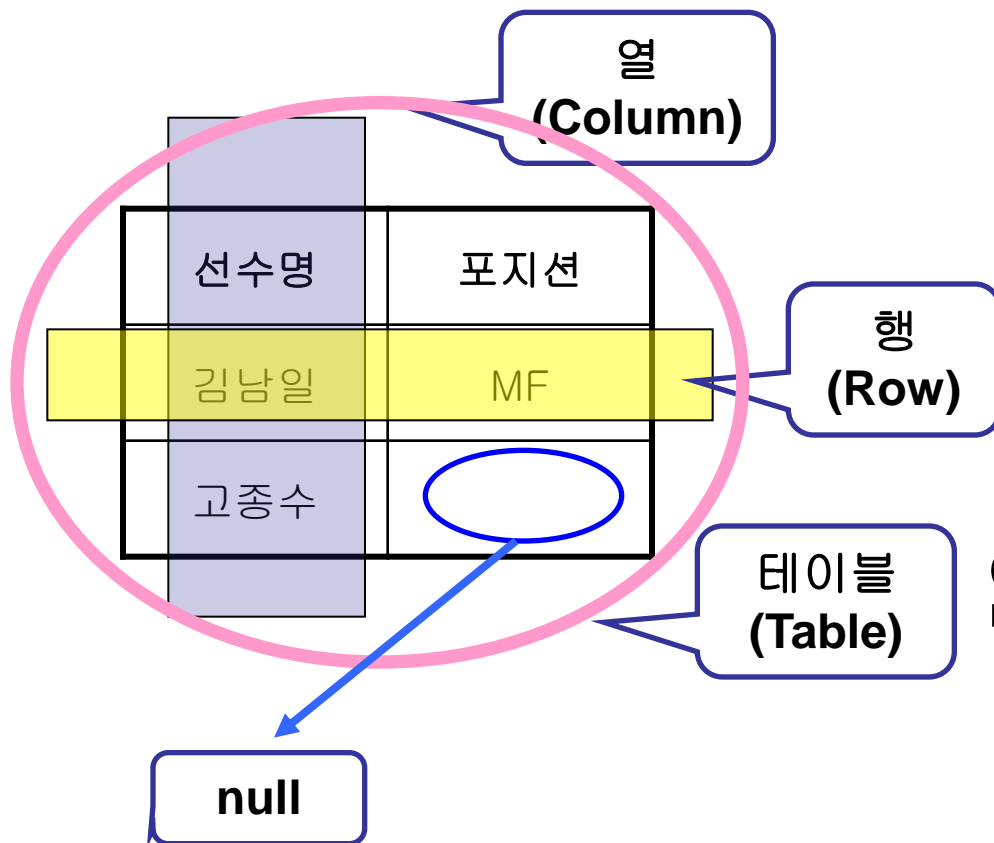 열
(Column)
선수명 포지션
행
(Row)
김남일 MF
고종수
테이블
(Table)
null